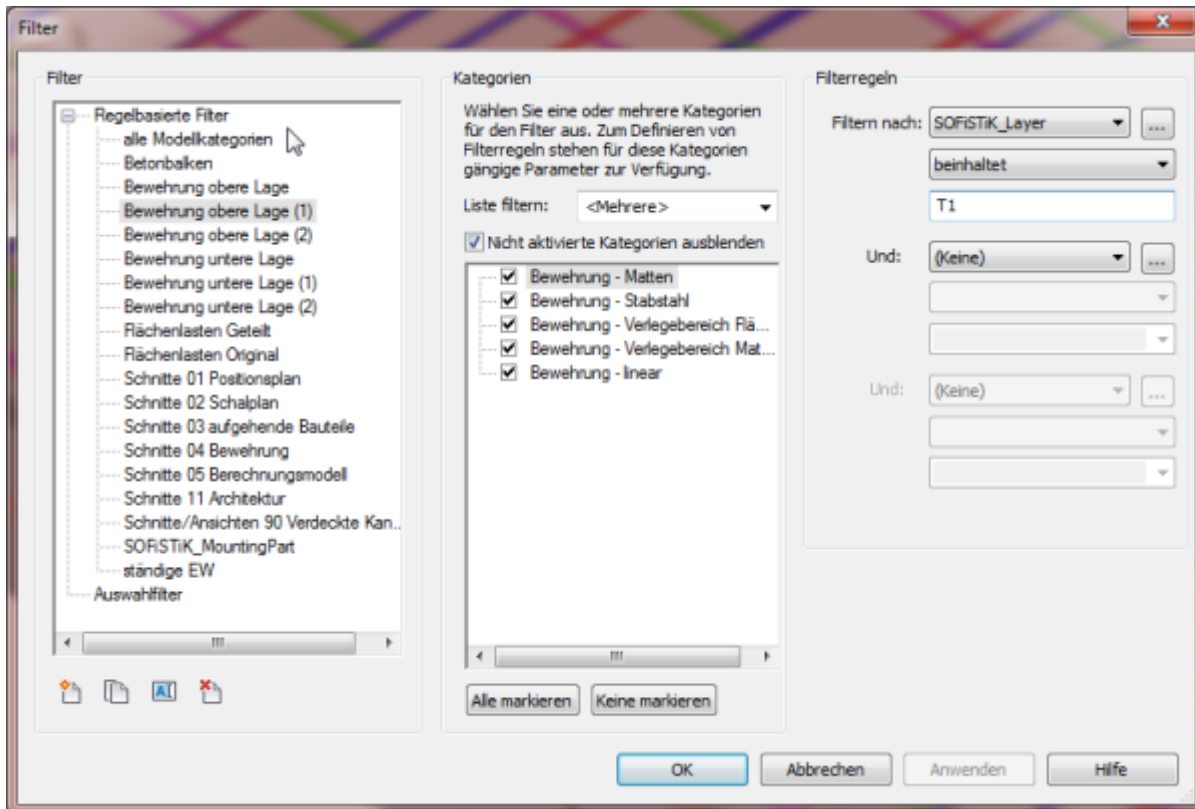 Filter
Filter
Regelbasierte Filter
alle Modellkategorien
Betonbalken
Bewehrung obere Lage
Bewehrung obere Lage (1)
Bewehrung obere Lage (2)
Bewehrung untere Lage
Bewehrung untere Lage (1)
Bewehrung untere Lage (2)
Flächenlasten Geteilt
Flächenlasten Original
Schnitte 01 Positionsplan
Schnitte 02 Schalplan
Schnitte 03 aufgehende Bauteile
Schnitte 04 Bewehrung
Schnitte 05 Berechnungsmodell
Schnitte 11 Architektur
Schnitte/Ansichten 90 Verdeckte Kan...
SOFiSTiK_MountingPart
ständige EW
Auswahlfilter
Kategorien
Wählen Sie eine oder mehrere Kategorien
für den Filter aus. Zum Definieren von
Filterregeln stehen für diese Kategorien
gängige Parameter zur Verfügung.
Liste filtern: <Mehrere>
Nicht aktivierte Kategorien ausblenden
Bewehrung - Matten
Bewehrung - Stabstahl
Bewehrung - Verlegebereich Flä...
Bewehrung - Verlegebereich Mat...
Bewehrung - linear
Alle markieren Keine markieren
Filterregeln
Filtern nach: SOFiSTiK_Layer ...
beinhaltet
T1
Und: (Keine) ...
Und: (Keine) ...
OK Abbrechen Anwenden Hilfe